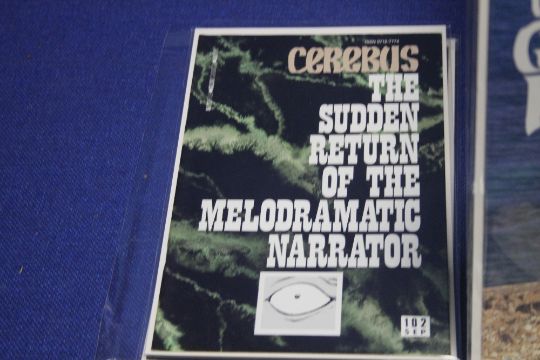 CEREBUS
THE
SUDDEN
RETURN
OF THE
MELODRAMATIC
NARRATOR
102
SEP